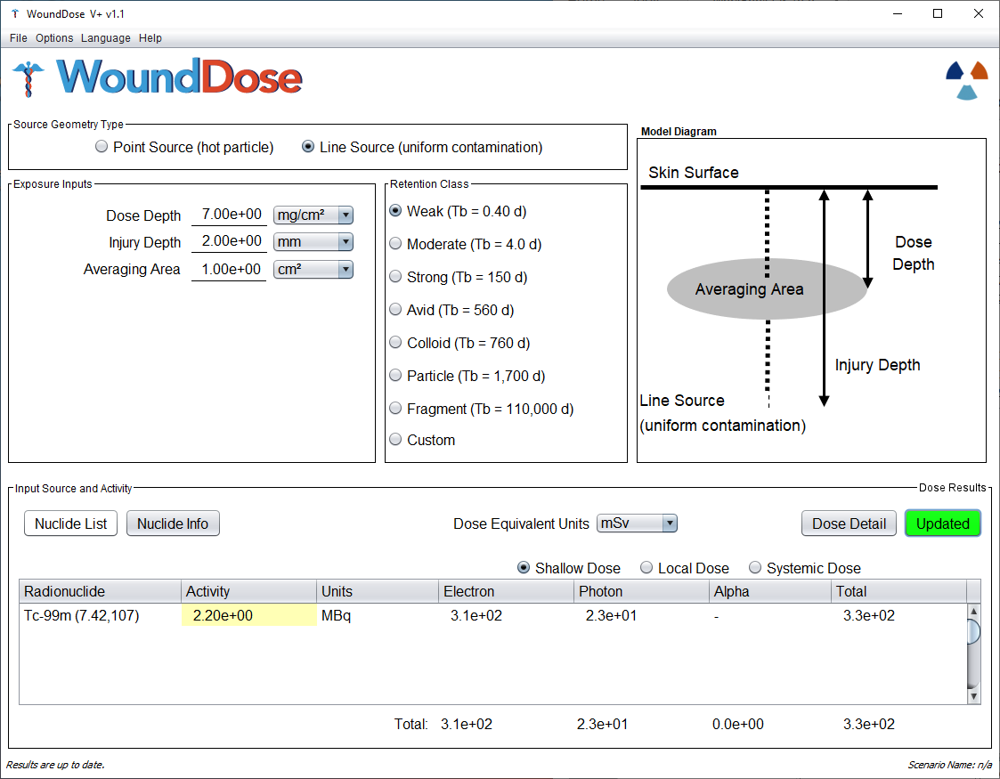 WoundDose V+ v1.1
File Options Language Help
WoundDose
Source Geometry Type
Point Source (hot particle) Line Source (uniform contamination)
Exposure Inputs
Dose Depth 7.00e+00 mg/cm²
Injury Depth 2.00e+00 mm
Averaging Area 1.00e+00 cm²
Retention Class
Weak (Tb = 0.40 d)
Moderate (Tb = 4.0 d)
Strong (Tb = 150 d)
Avid (Tb = 560 d)
Colloid (Tb = 760 d)
Particle (Tb = 1,700 d)
Fragment (Tb = 110,000 d)
Custom
Model Diagram
Skin Surface
Dose
Depth
Averaging Area
Injury Depth
Line Source
(uniform contamination)
Input Source and Activity Dose Results
Nuclide List Nuclide Info Dose Equivalent Units mSv Dose Detail Updated
Shallow Dose Local Dose Systemic Dose
Radionuclide Activity Units Electron Photon Alpha Total
Tc-99m (7.42,107) 2.20e+00 MBq 3.1e+02 2.3e+01 - 3.3e+02
Total: 3.1e+02 2.3e+01 0.0e+00 3.3e+02
Results are up to date. Scenario Name: n/a